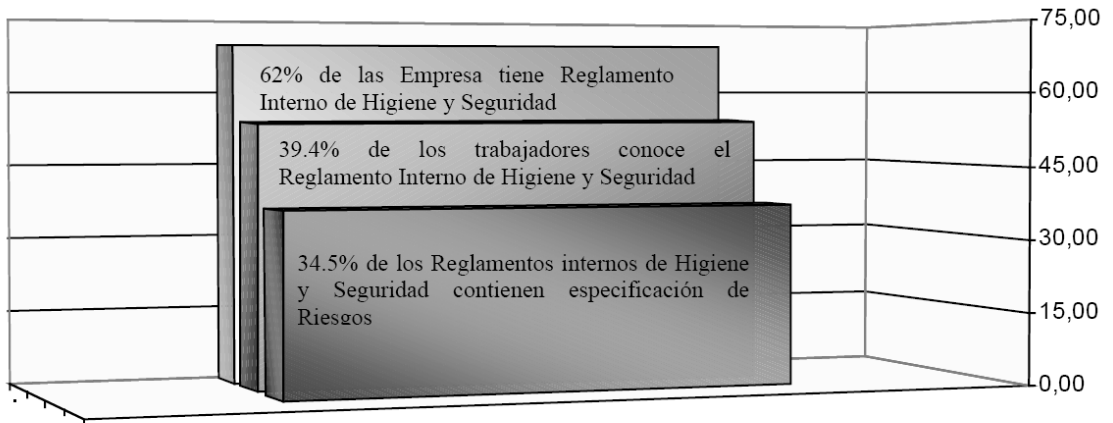 62% de las Empresa tiene Reglamento
Interno de Higiene y Seguridad
39.4% de los trabajadores conoce el
Reglamento Interno de Higiene y Seguridad
34.5% de los Reglamentos internos de Higiene
y Seguridad contienen especificación de
Riesgos
75,00
60,00
45,00
30,00
15,00
0,00